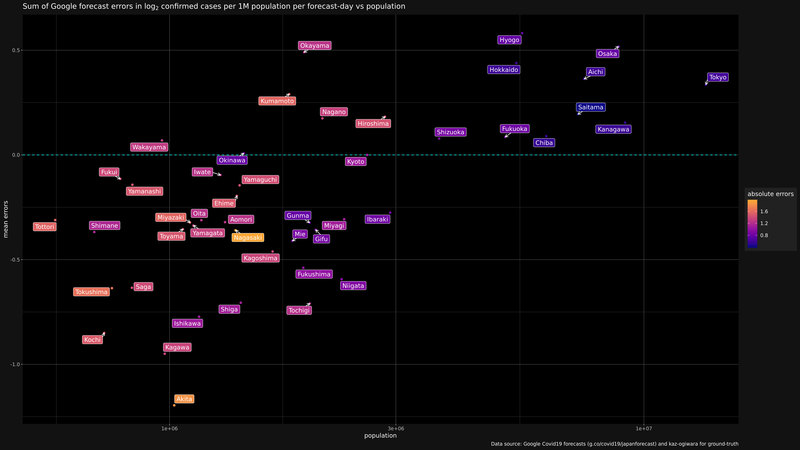 Sum of Google forecast errors in log₂ confirmed cases per 1M population per forecast-day vs population
Hyogo
Okayama
0.5
Osaka
Hokkaido
Aichi
Tokyo
Kumamoto
Saitama
Nagano
Hiroshima
Fukuoka
Kanagawa
Shizuoka
Chiba
Wakayama
0.0
Okinawa
Kyoto
Fukui
Iwate
Yamaguchi
Yamanashi
absolute errors
Ehime
1.6
1.2
0.8
mean errors
Oita
Miyazaki
Gunma
Aomori
Ibaraki
Tottori
Shimane
Miyagi
Toyama
Yamagata
Nagasaki
Mie
Gifu
Kagoshima
-0.5
Fukushima
Niigata
Saga
Tokushima
Shiga
Tochigi
Ishikawa
Kochi
Kagawa
-1.0
Akita
1e+06
3e+06
1e+07
population
Data source: Google Covid19 forecasts (g.co/covid19/japanforecast) and kaz-ogiwara for ground-truth